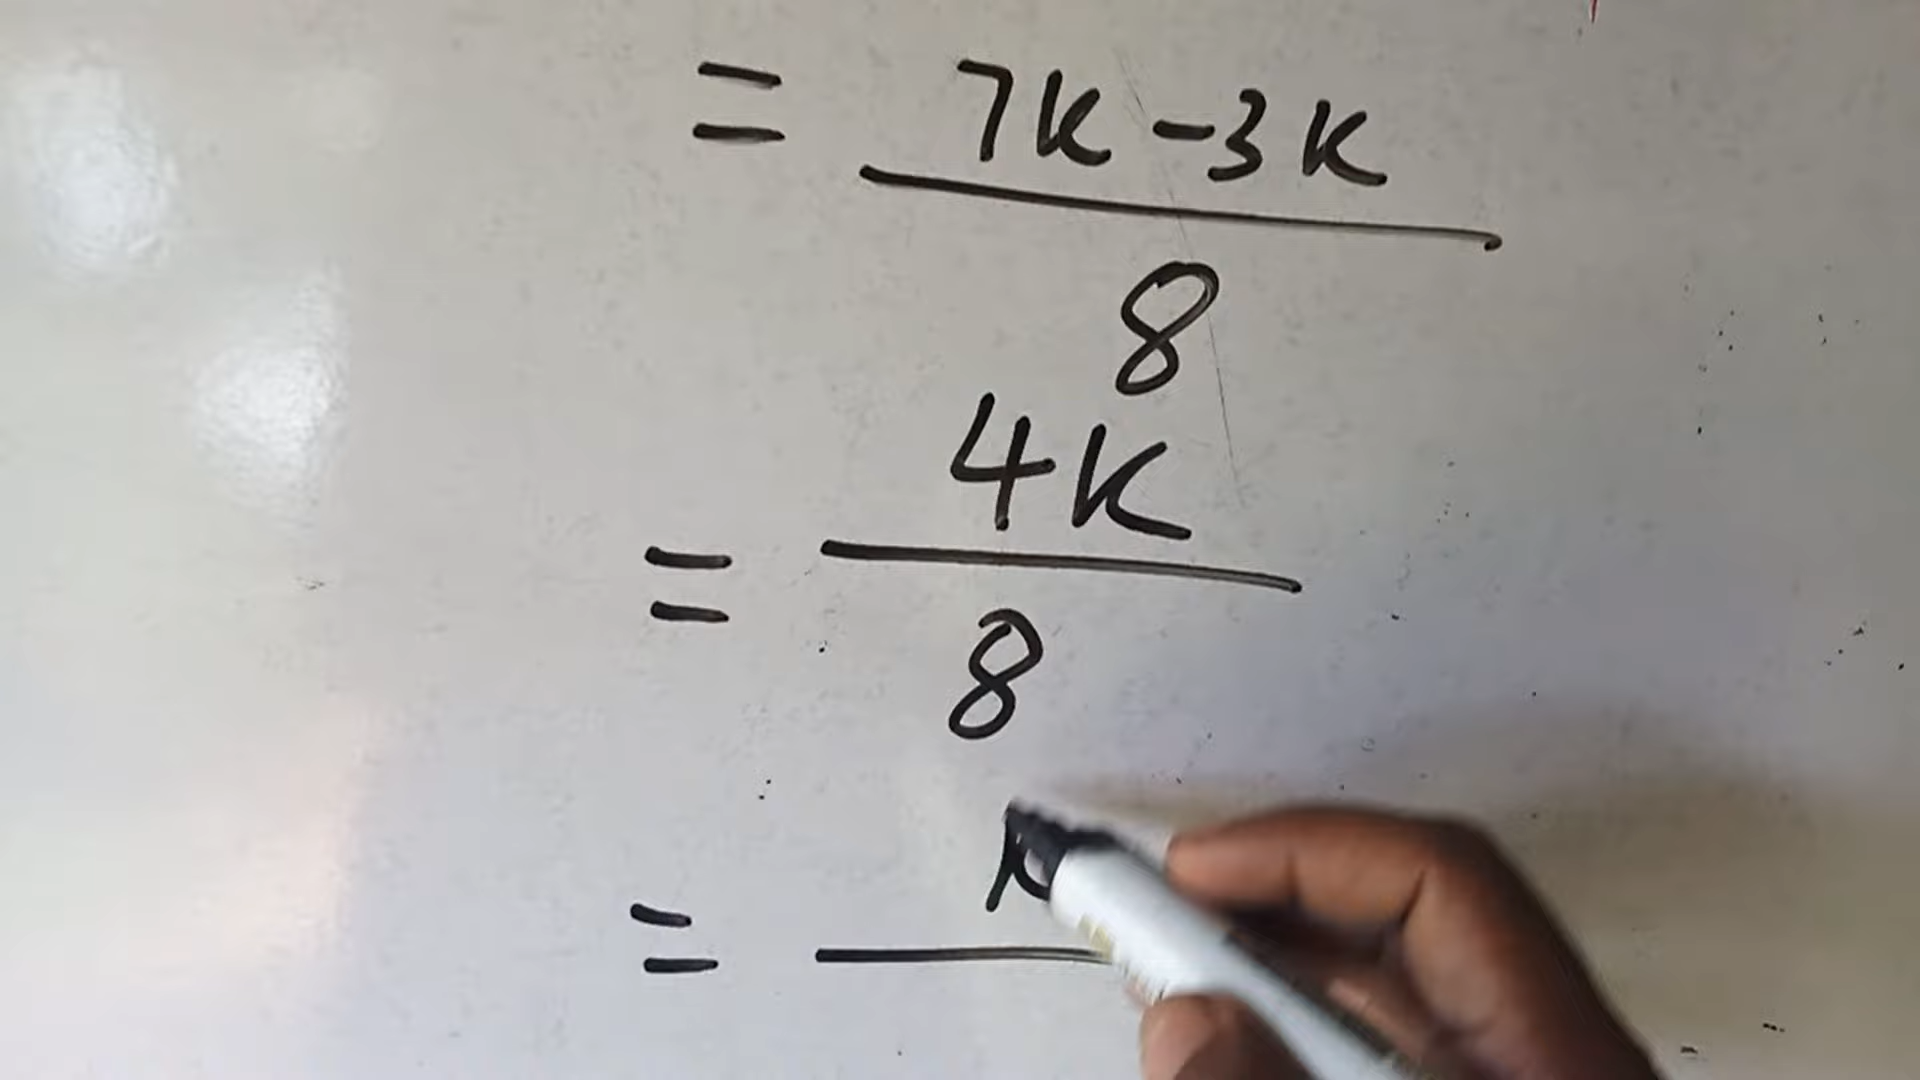 = 7k - 3k
8
= 4k
8
=